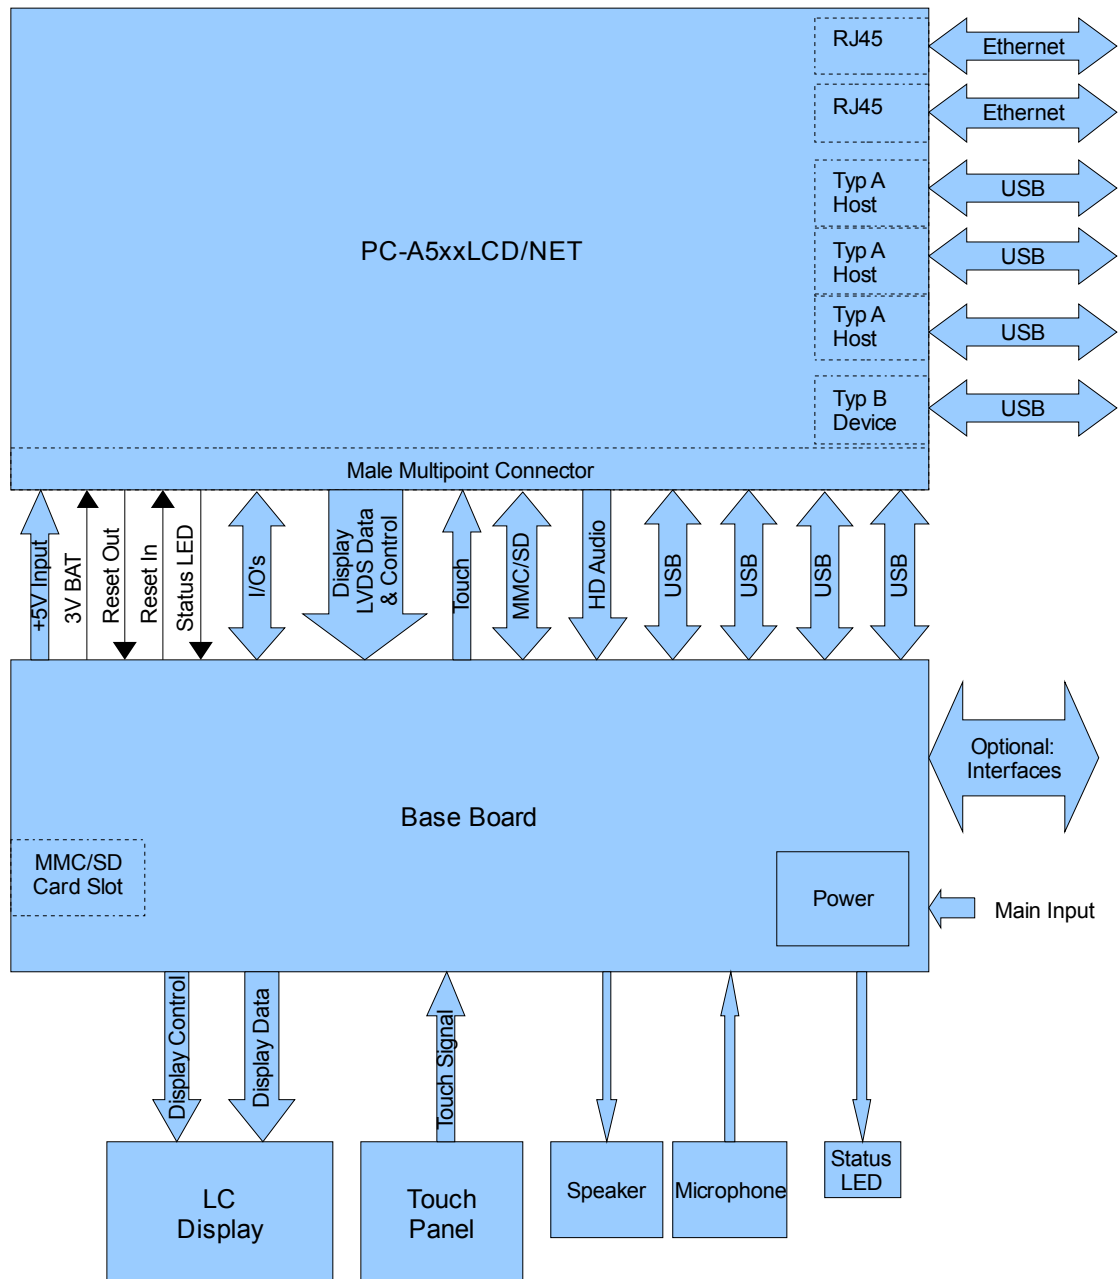 RJ45
Ethernet
RJ45
Ethernet
Typ A
Host
USB
PC-A5xxLCD/NET
Typ A
Host
USB
Typ A
Host
USB
Typ B
Device
USB
Male Multipoint Connector
+5V Input
3V BAT
Reset Out
Reset In
Status LED
I/O's
Display
LVDS Data
& Control
Touch
MMC/SD
HD Audio
USB
USB
USB
USB
Optional:
Interfaces
Base Board
MMC/SD
Card Slot
Power
Main Input
Display Control
Display Data
Touch Signal
LC
Display
Touch
Panel
Speaker
Microphone
Status
LED